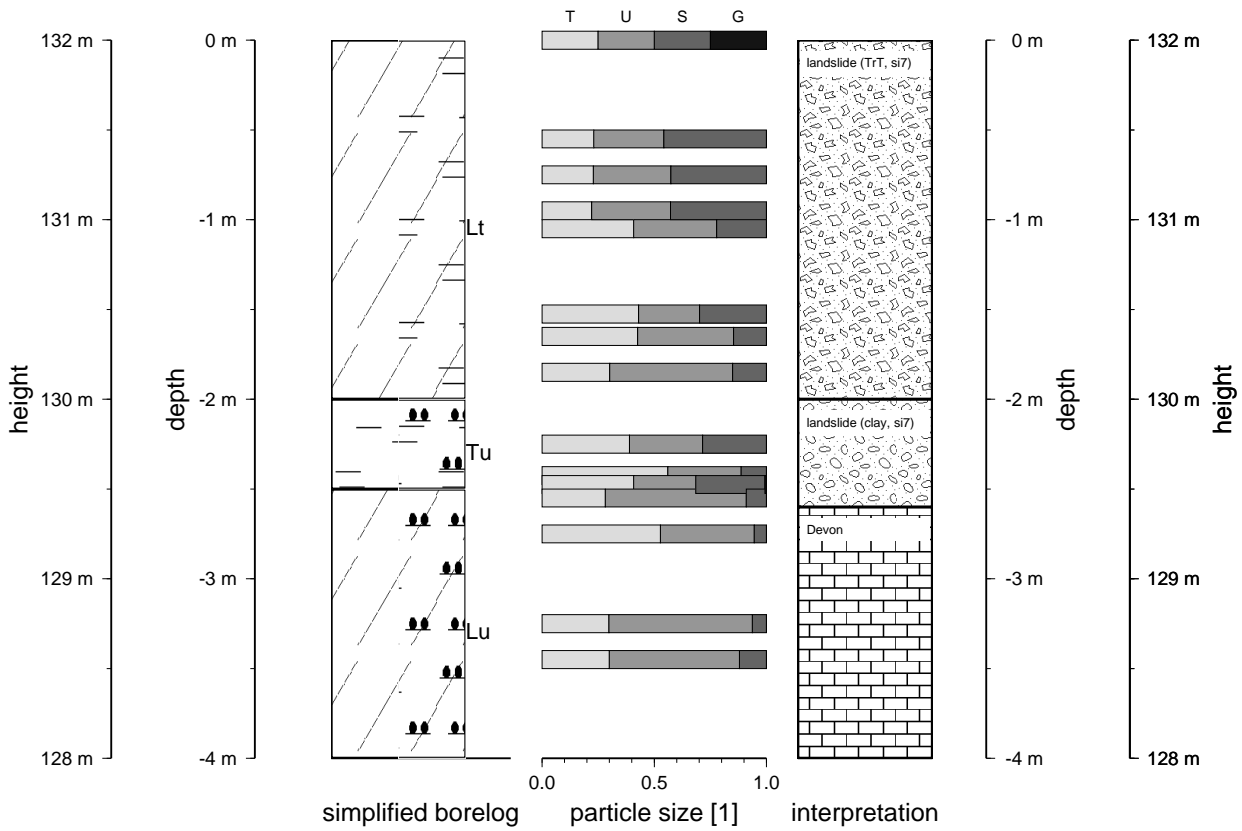 T U S G
132 m 0 m 0 m 132 m
landslide (TrT, si7)
131 m -1 m Lt -1 m 131 m
130 m -2 m -2 m 130 m
landslide (clay, si7)
height depth Tu depth height
Devon
129 m -3 m -3 m 129 m
Lu
128 m -4 m -4 m 128 m
0.0 0.5 1.0
simplified borelog particle size [1] interpretation